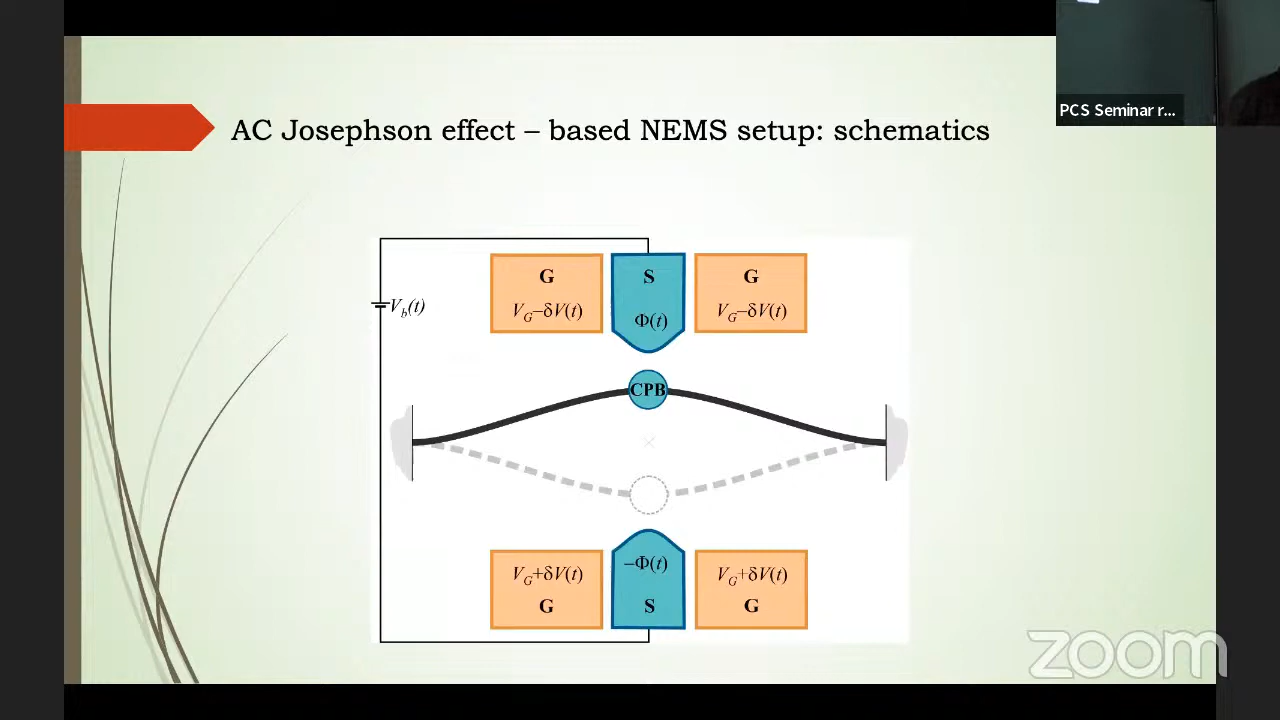 PCS Seminar r...
AC Josephson effect – based NEMS setup: schematics
G
S
G
V_G–δV(t)
Φ(t)
V_G–δV(t)
V_b(t)
CPB
V_G+δV(t)
–Φ(t)
V_G+δV(t)
G
S
G
zoom